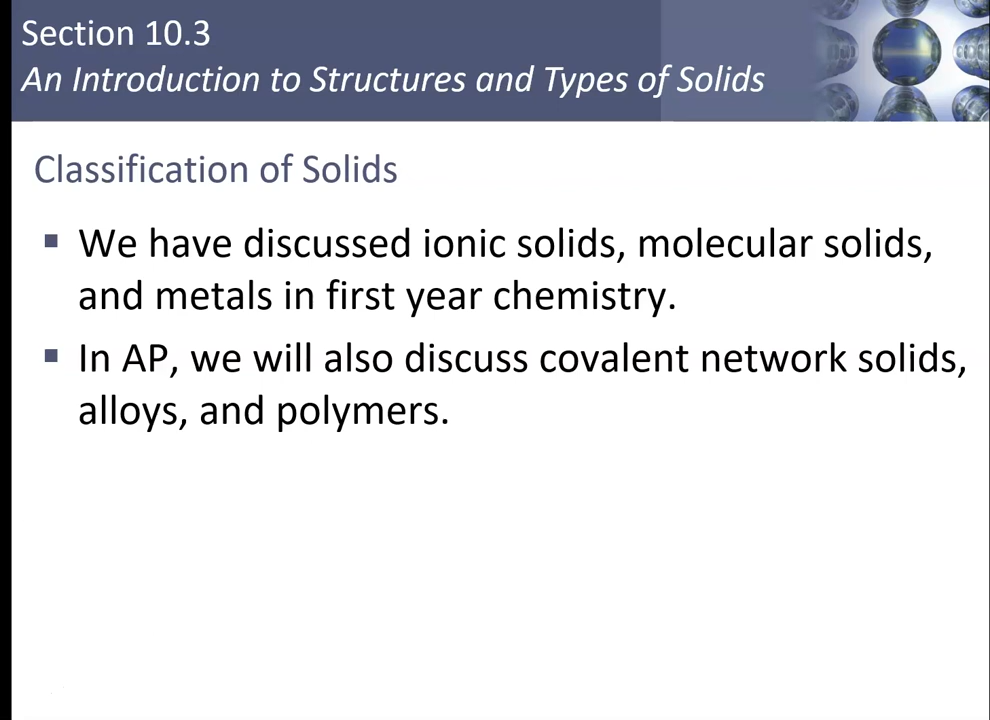 Section 10.3
An Introduction to Structures and Types of Solids
Classification of Solids
▪ We have discussed ionic solids, molecular solids,
and metals in first year chemistry.
▪ In AP, we will also discuss covalent network solids,
alloys, and polymers.